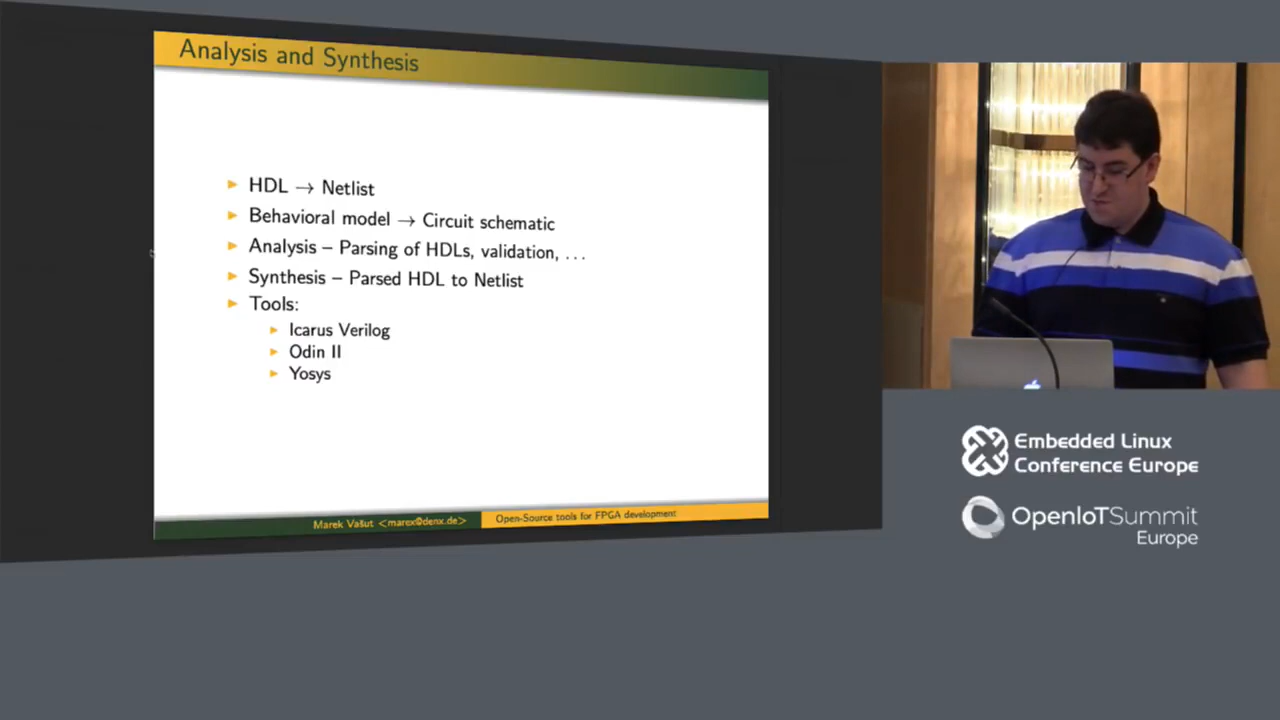 Analysis and Synthesis
HDL → Netlist
Behavioral model → Circuit schematic
Analysis – Parsing of HDLs, validation, ...
Synthesis – Parsed HDL to Netlist
Tools:
Icarus Verilog
Odin II
Yosys
Marek Vašut <marex@denx.de>
Open-Source tools for FPGA development
Embedded Linux
Conference Europe
OpenIoTSummit
Europe